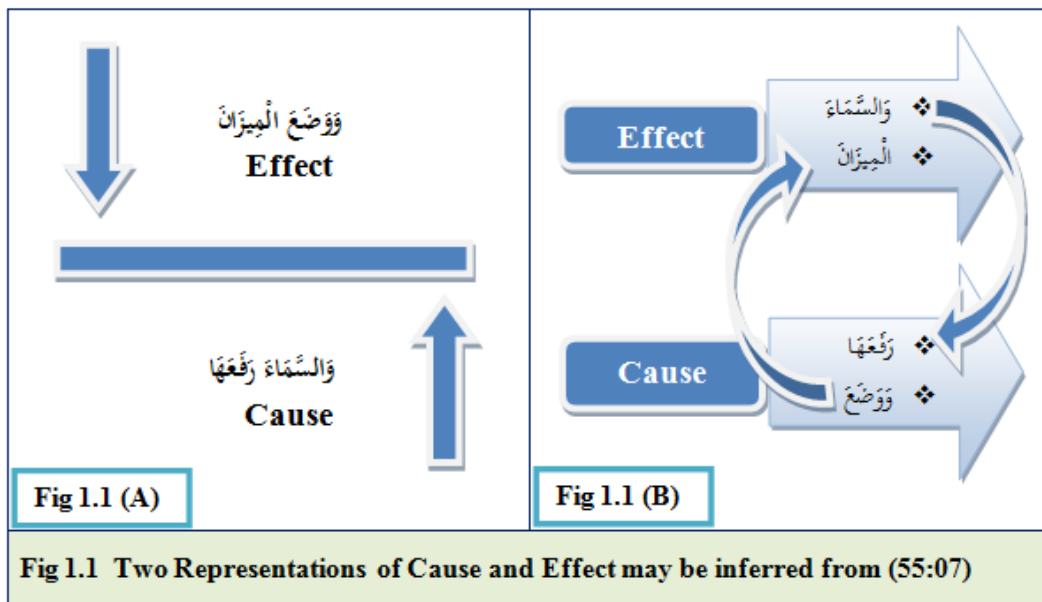 وَوَضَعَ الْمِيزَانَ
Effect
وَالسَّمَاءَ رَفَعَهَا
Cause
Fig 1.1 (A)
Effect
❖ وَالسَّمَاءَ
❖ الْمِيزَانَ
Cause
❖ رَفَعَهَا
❖ وَوَضَعَ
Fig 1.1 (B)
Fig 1.1 Two Representations of Cause and Effect may be inferred from (55:07)